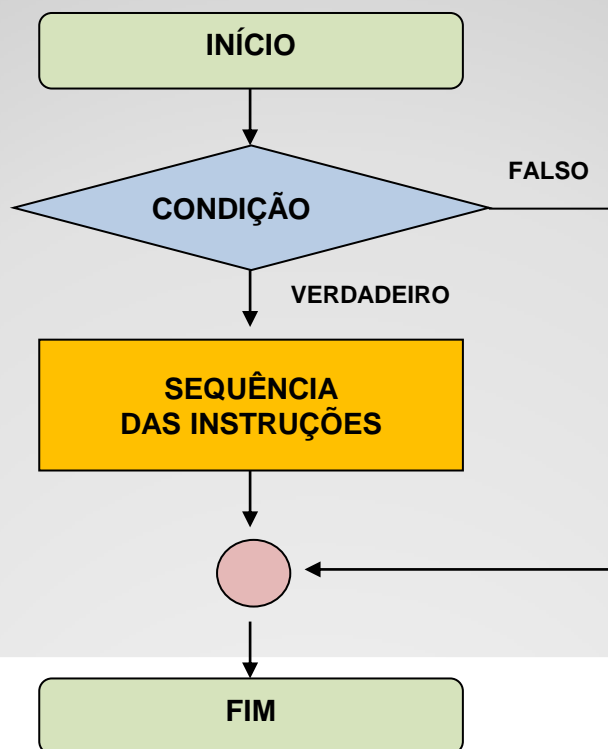 INÍCIO
FALSO
CONDIÇÃO
VERDADEIRO
SEQUÊNCIA
DAS INSTRUÇÕES
FIM